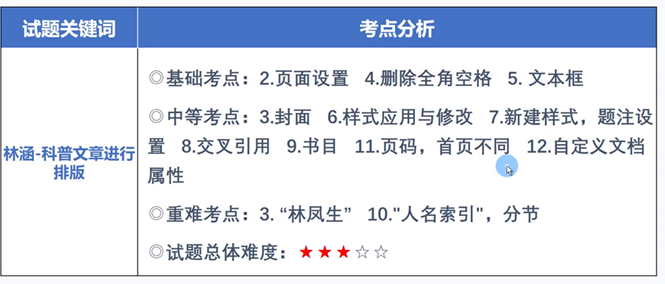 试题关键词
考点分析
林涵-科普文章进行
排版
◎基础考点：2.页面设置 4.删除全角空格 5. 文本框
◎中等考点：3.封面 6.样式应用与修改 7.新建样式，题注设
置 8.交叉引用 9.书目 11.页码，首页不同 12.自定义文档
属性
◎重难考点：3. “林凤生” 10."人名索引"，分节
◎试题总体难度：★★★☆☆